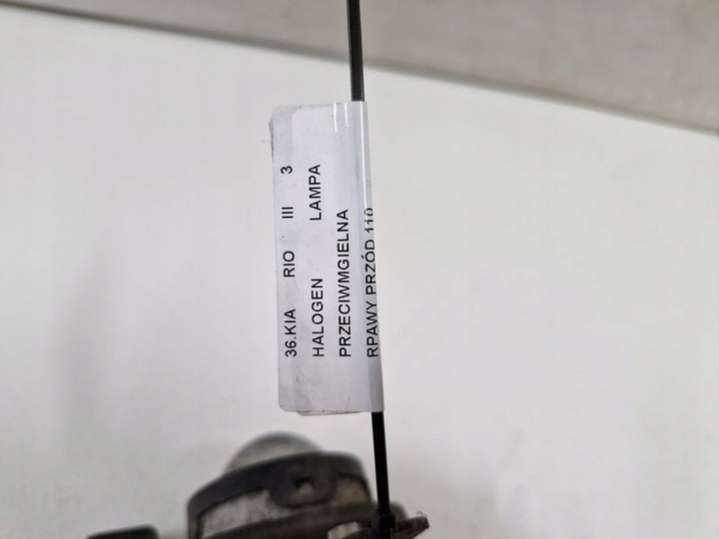 36.KIA RIO III 3
HALOGEN LAMPA
PRZECIWMGIELNA
RPAWY PRZÓD 110